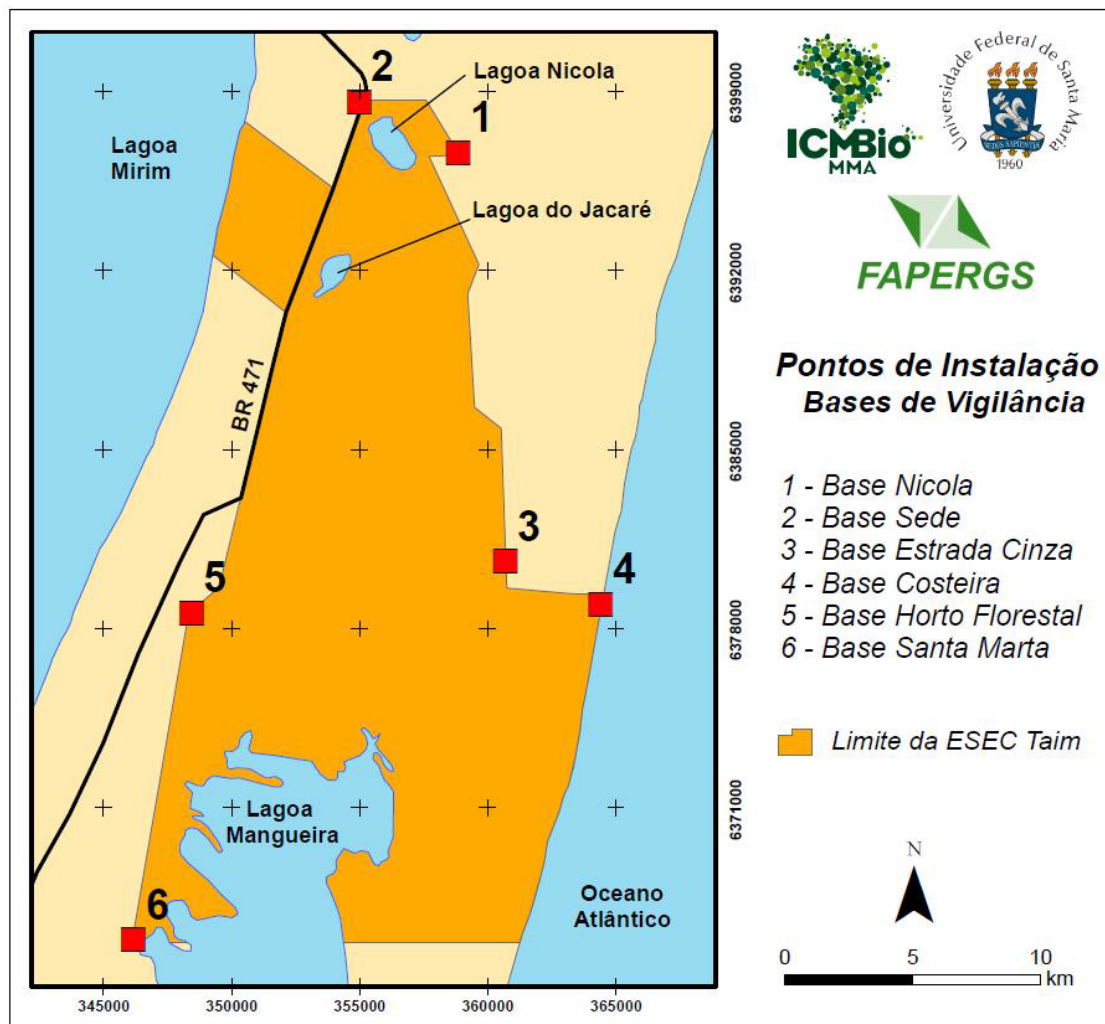 2
Lagoa Nicola
1
Lagoa
Mirim
Lagoa do Jacaré
BR 471
3
4
5
Lagoa
Mangueira
6
Oceano
Atlântico
345000
350000
355000
360000
365000
6399000
6392000
6385000
6378000
6371000
ICMBio
MMA
Universidade Federal de Santa Maria
SEDES SAPIENTIAE
1960
FAPERGS
Pontos de Instalação
Bases de Vigilância
1 - Base Nicola
2 - Base Sede
3 - Base Estrada Cinza
4 - Base Costeira
5 - Base Horto Florestal
6 - Base Santa Marta
Limite da ESEC Taim
N
0 5 10
km